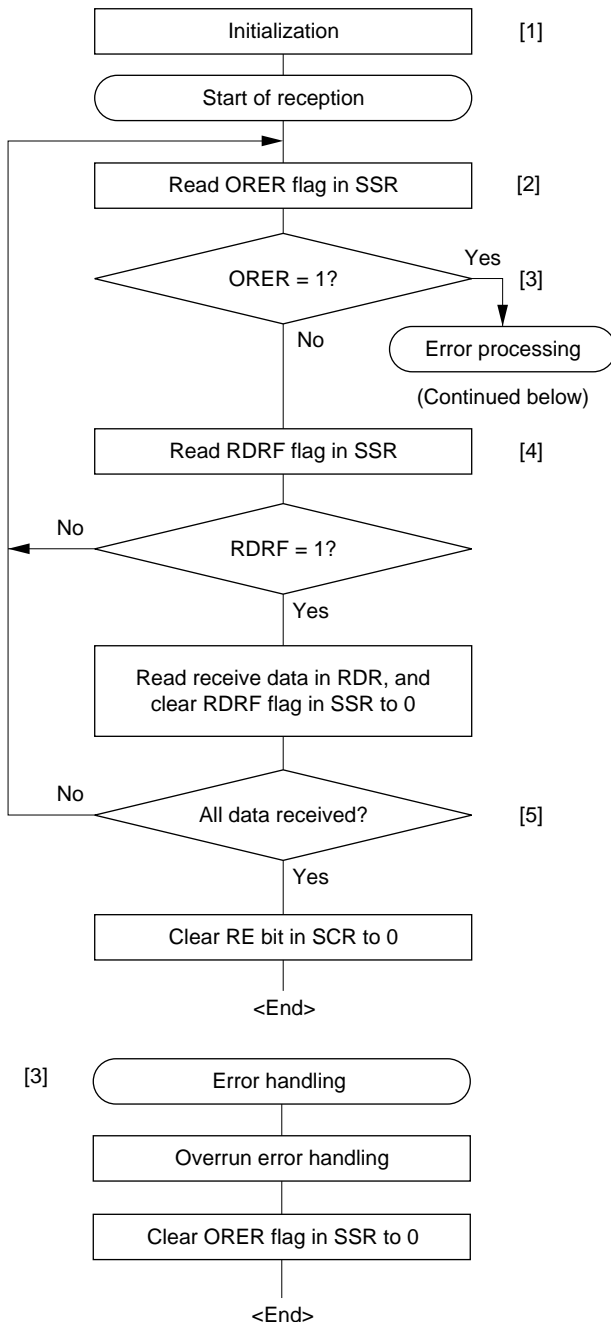 Initialization
[1]
Start of reception
Read ORER flag in SSR
[2]
Yes
ORER = 1?
[3]
No
Error processing
(Continued below)
Read RDRF flag in SSR
[4]
No
RDRF = 1?
Yes
Read receive data in RDR, and
clear RDRF flag in SSR to 0
No
All data received?
[5]
Yes
Clear RE bit in SCR to 0
<End>
[3]
Error handling
Overrun error handling
Clear ORER flag in SSR to 0
<End>